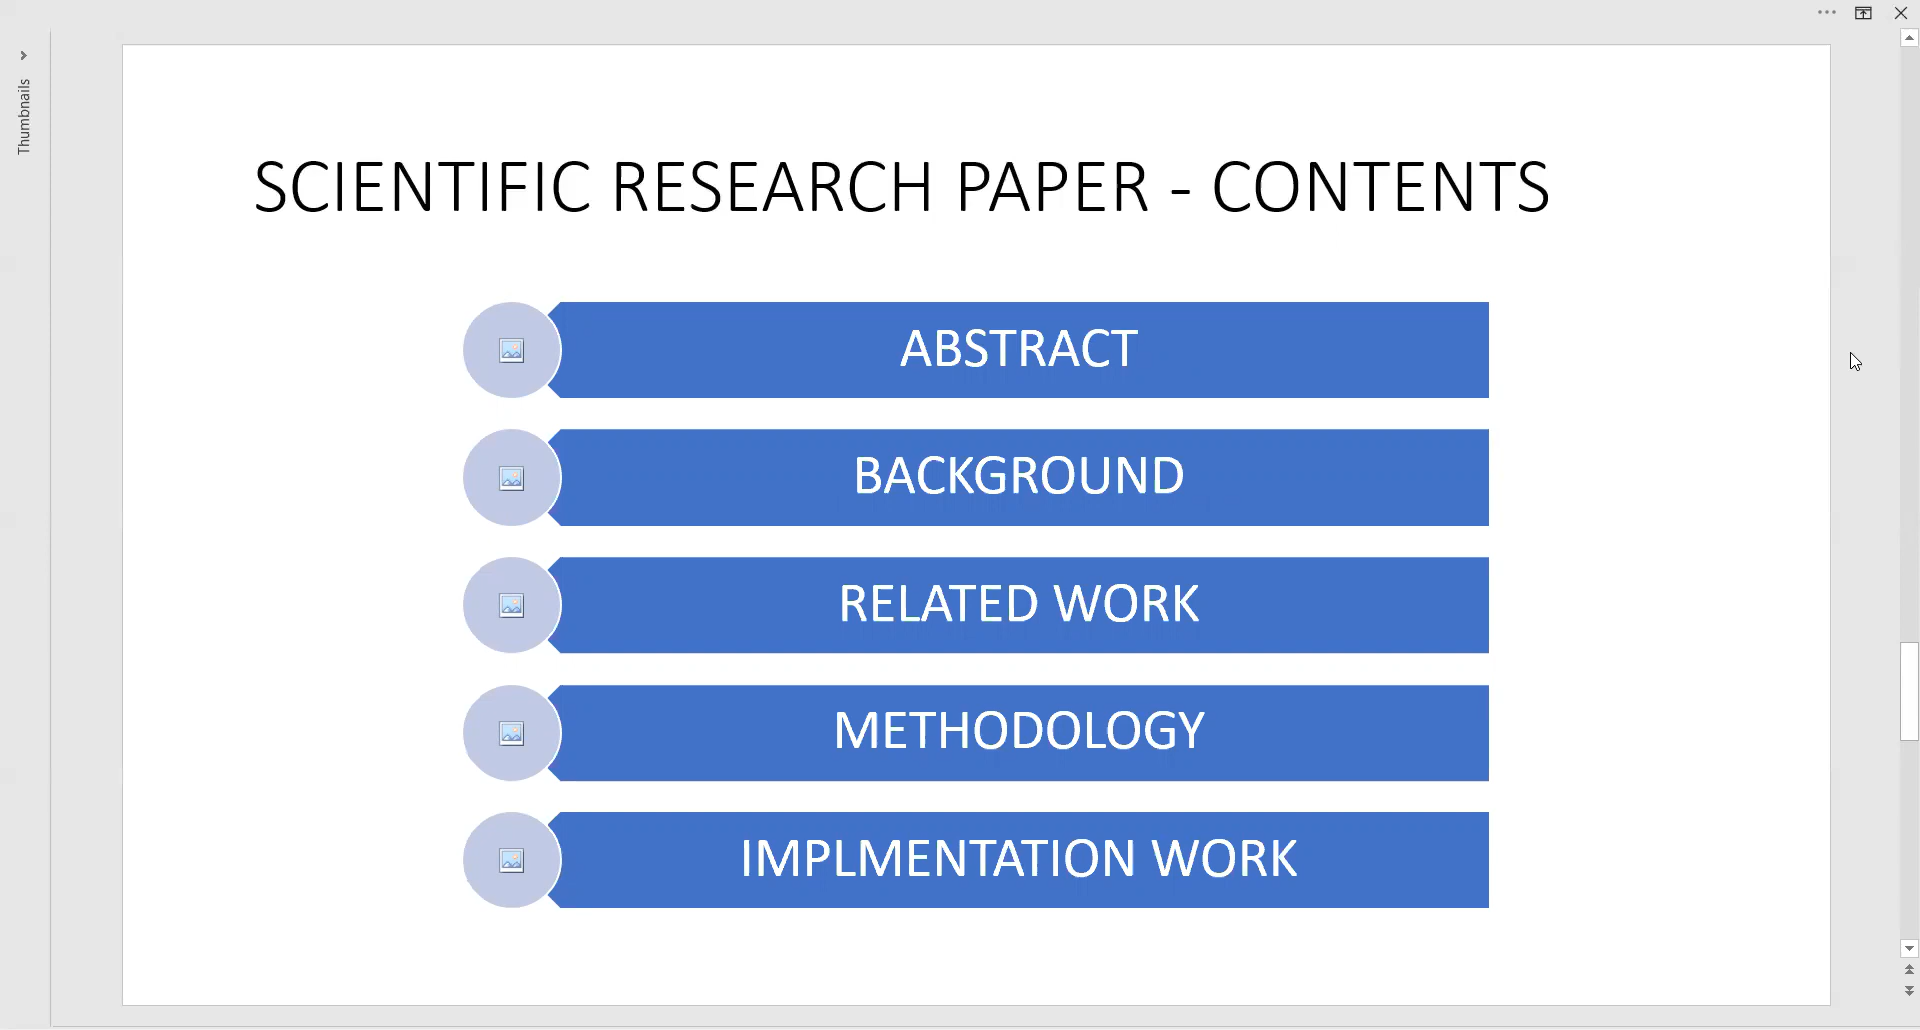 Thumbnails
SCIENTIFIC RESEARCH PAPER - CONTENTS
ABSTRACT
BACKGROUND
RELATED WORK
METHODOLOGY
IMPLMENTATION WORK